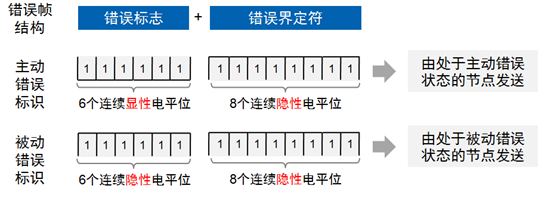 错误帧
结构
错误标志 + 错误界定符
主动
错误
标识
1 1 1 1 1 1
1 1 1 1 1 1 1 1
6个连续显性电平位
8个连续隐性电平位
由处于主动错误
状态的节点发送
被动
错误
标识
1 1 1 1 1 1
1 1 1 1 1 1 1 1
6个连续隐性电平位
8个连续隐性电平位
由处于被动错误
状态的节点发送